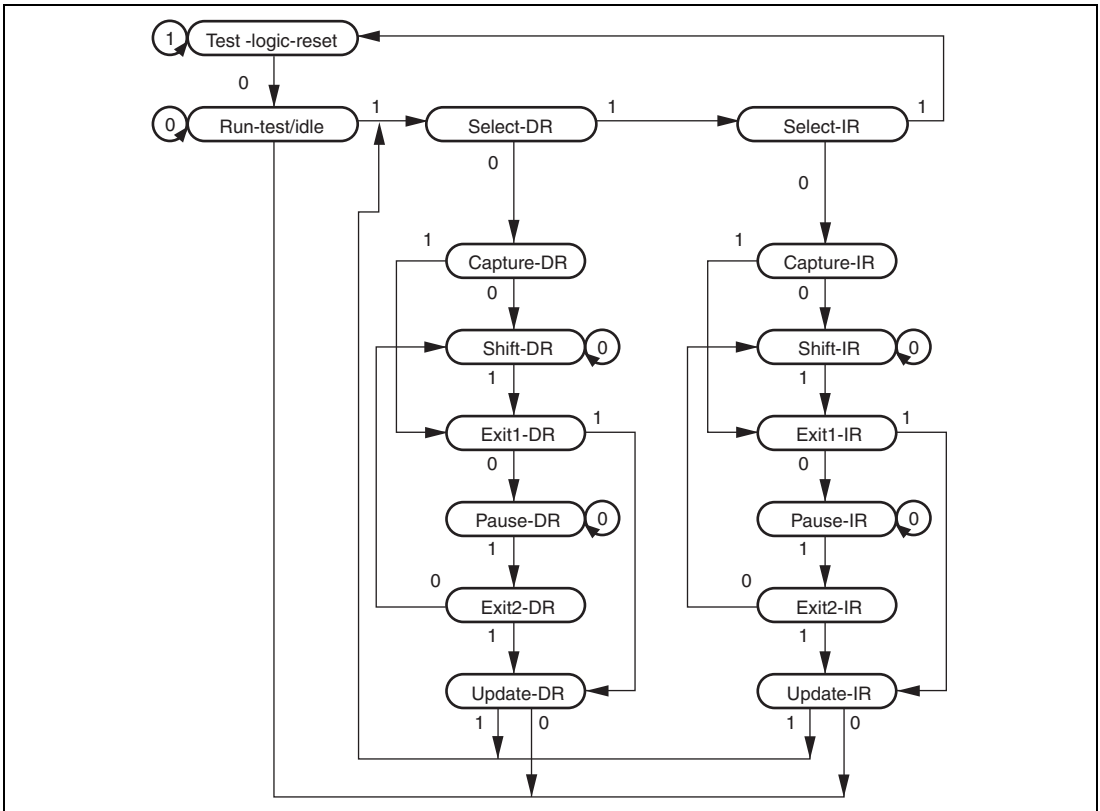 1 Test -logic-reset
0
0 Run-test/idle 1 Select-DR 1 Select-IR 1
0 0
1 Capture-DR 1 Capture-IR
0 0
Shift-DR 0 Shift-IR 0
1 1
Exit1-DR 1 Exit1-IR 1
0 0
Pause-DR 0 Pause-IR 0
1 1
0 Exit2-DR 0 Exit2-IR
1 1
Update-DR Update-IR
1 0 1 0